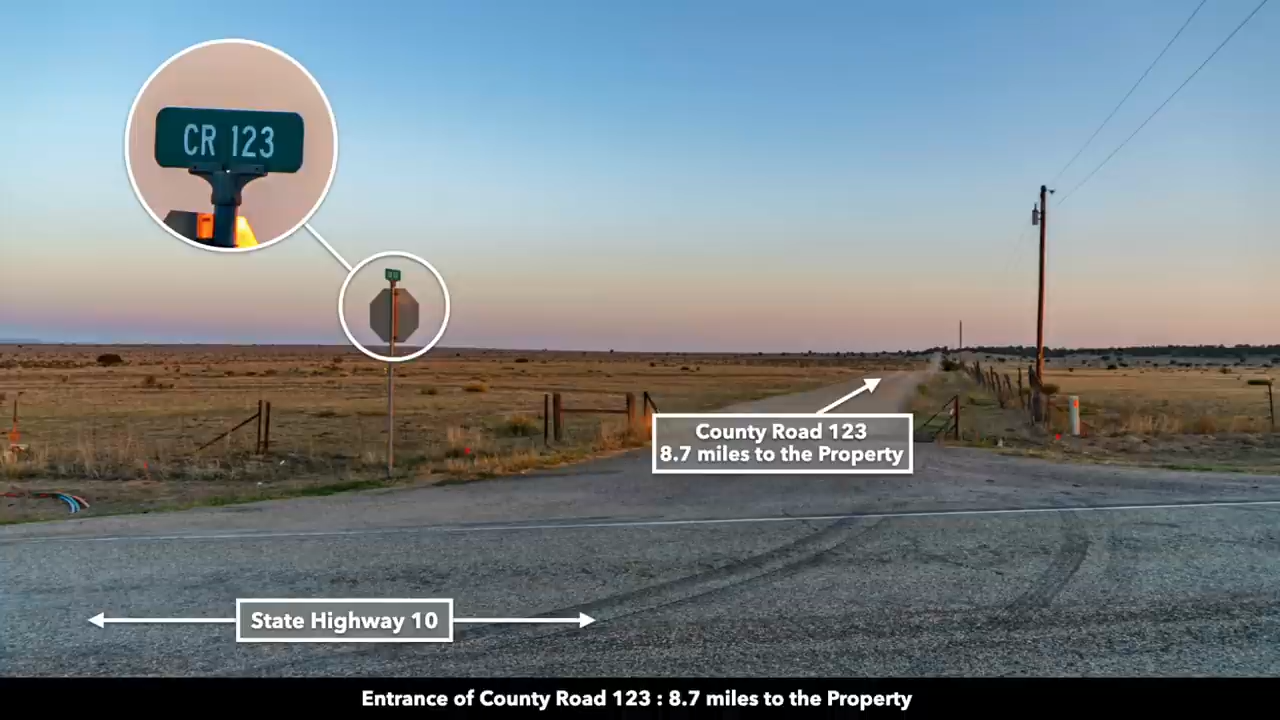 CR 123
County Road 123
8.7 miles to the Property
State Highway 10
Entrance of County Road 123 : 8.7 miles to the Property